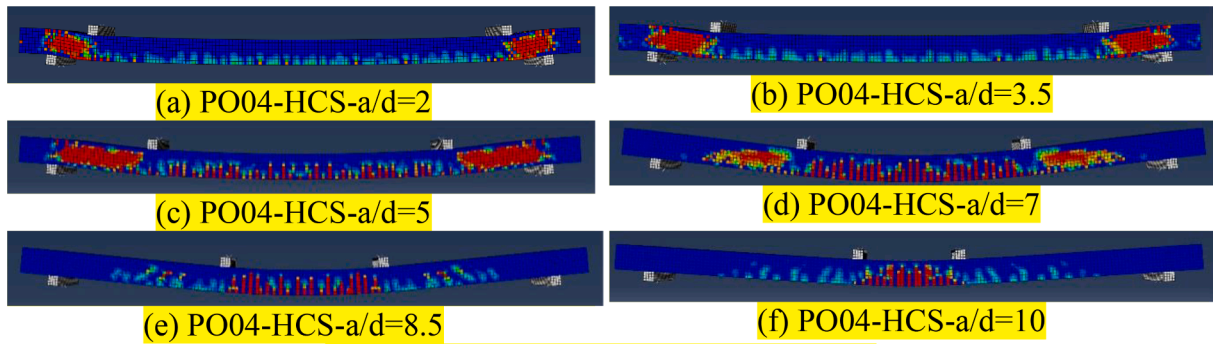 (a) PO04-HCS-a/d=2
(b) PO04-HCS-a/d=3.5
(c) PO04-HCS-a/d=5
(d) PO04-HCS-a/d=7
(e) PO04-HCS-a/d=8.5
(f) PO04-HCS-a/d=10